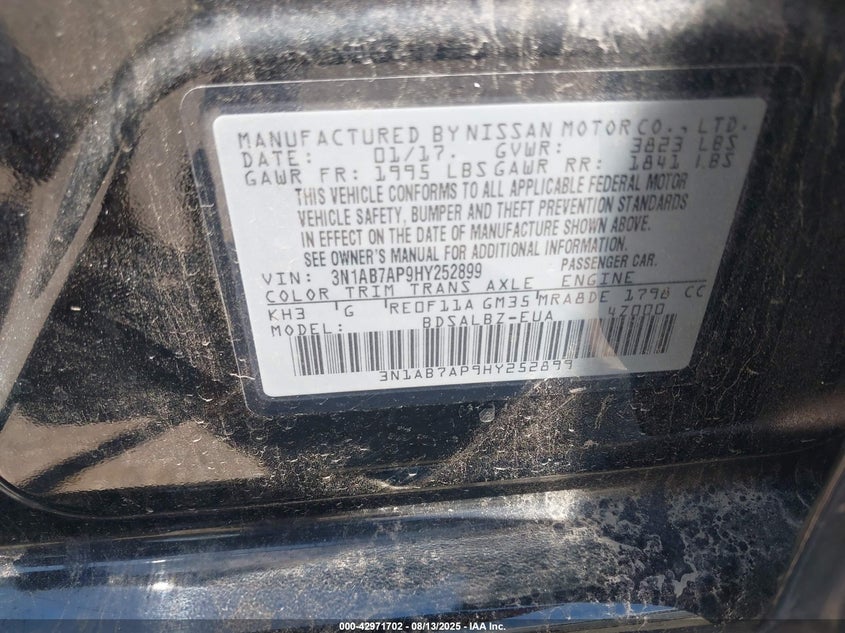 MANUFACTURED BY NISSAN MOTOR CO., LTD.
DATE: 01/17. GVWR: 3823 LBS
GAWR FR: 1995 LBS GAWR RR: 1841 LBS
THIS VEHICLE CONFORMS TO ALL APPLICABLE FEDERAL MOTOR
VEHICLE SAFETY, BUMPER AND THEFT PREVENTION STANDARDS
IN EFFECT ON THE DATE OF MANUFACTURE SHOWN ABOVE.
SEE OWNER'S MANUAL FOR ADDITIONAL INFORMATION.
VIN: 3N1AB7AP9HY252899 PASSENGER CAR.
COLOR TRIM TRANS AXLE ENGINE
KH3 G RE0F11A GM35 MRA8DE 1798 CC
MODEL: BDSALBZ-EUA 4Z000
3N1AB7AP9HY252899
000-42971702 - 08/13/2025 - IAA Inc.